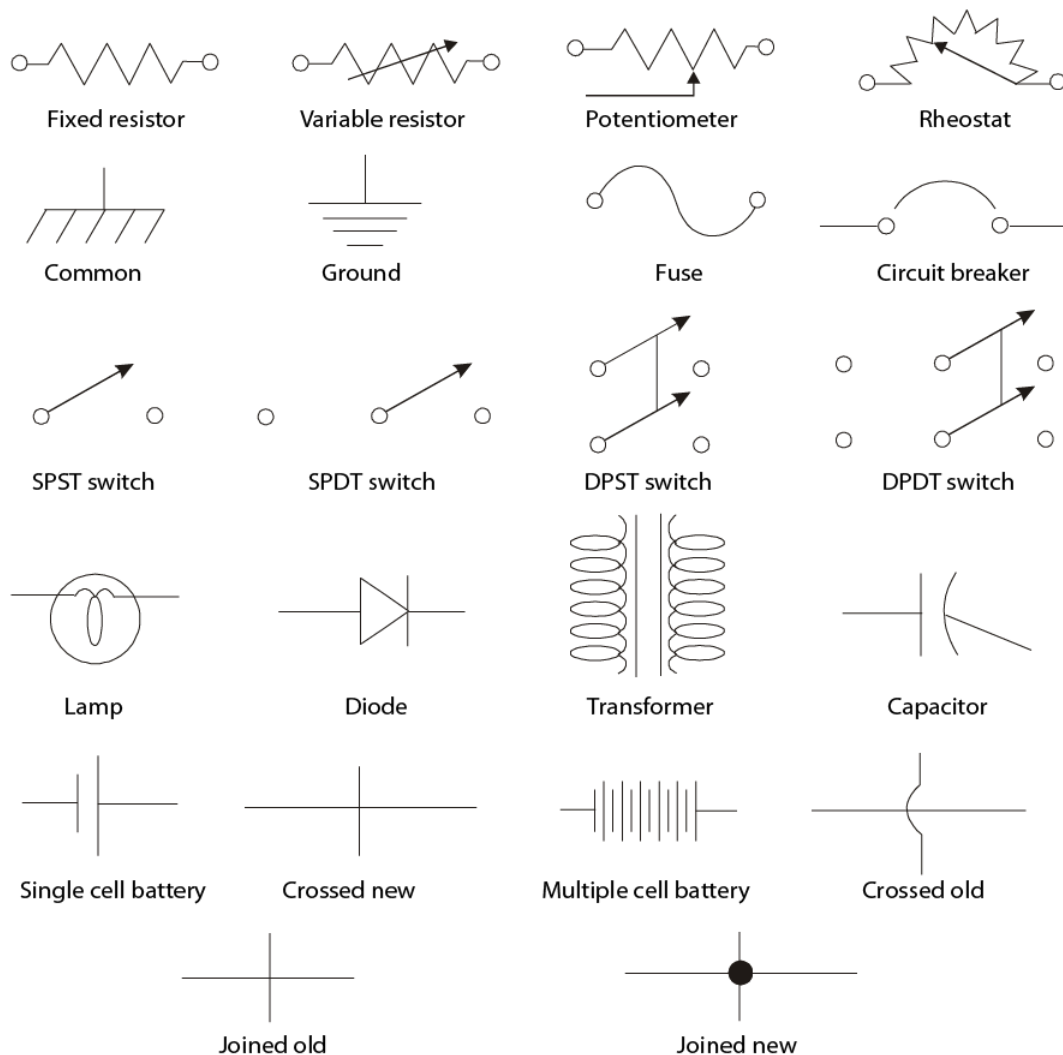 Fixed resistor
Variable resistor
Potentiometer
Rheostat
Common
Ground
Fuse
Circuit breaker
SPST switch
SPDT switch
DPST switch
DPDT switch
Lamp
Diode
Transformer
Capacitor
Single cell battery
Crossed new
Multiple cell battery
Crossed old
Joined old
Joined new